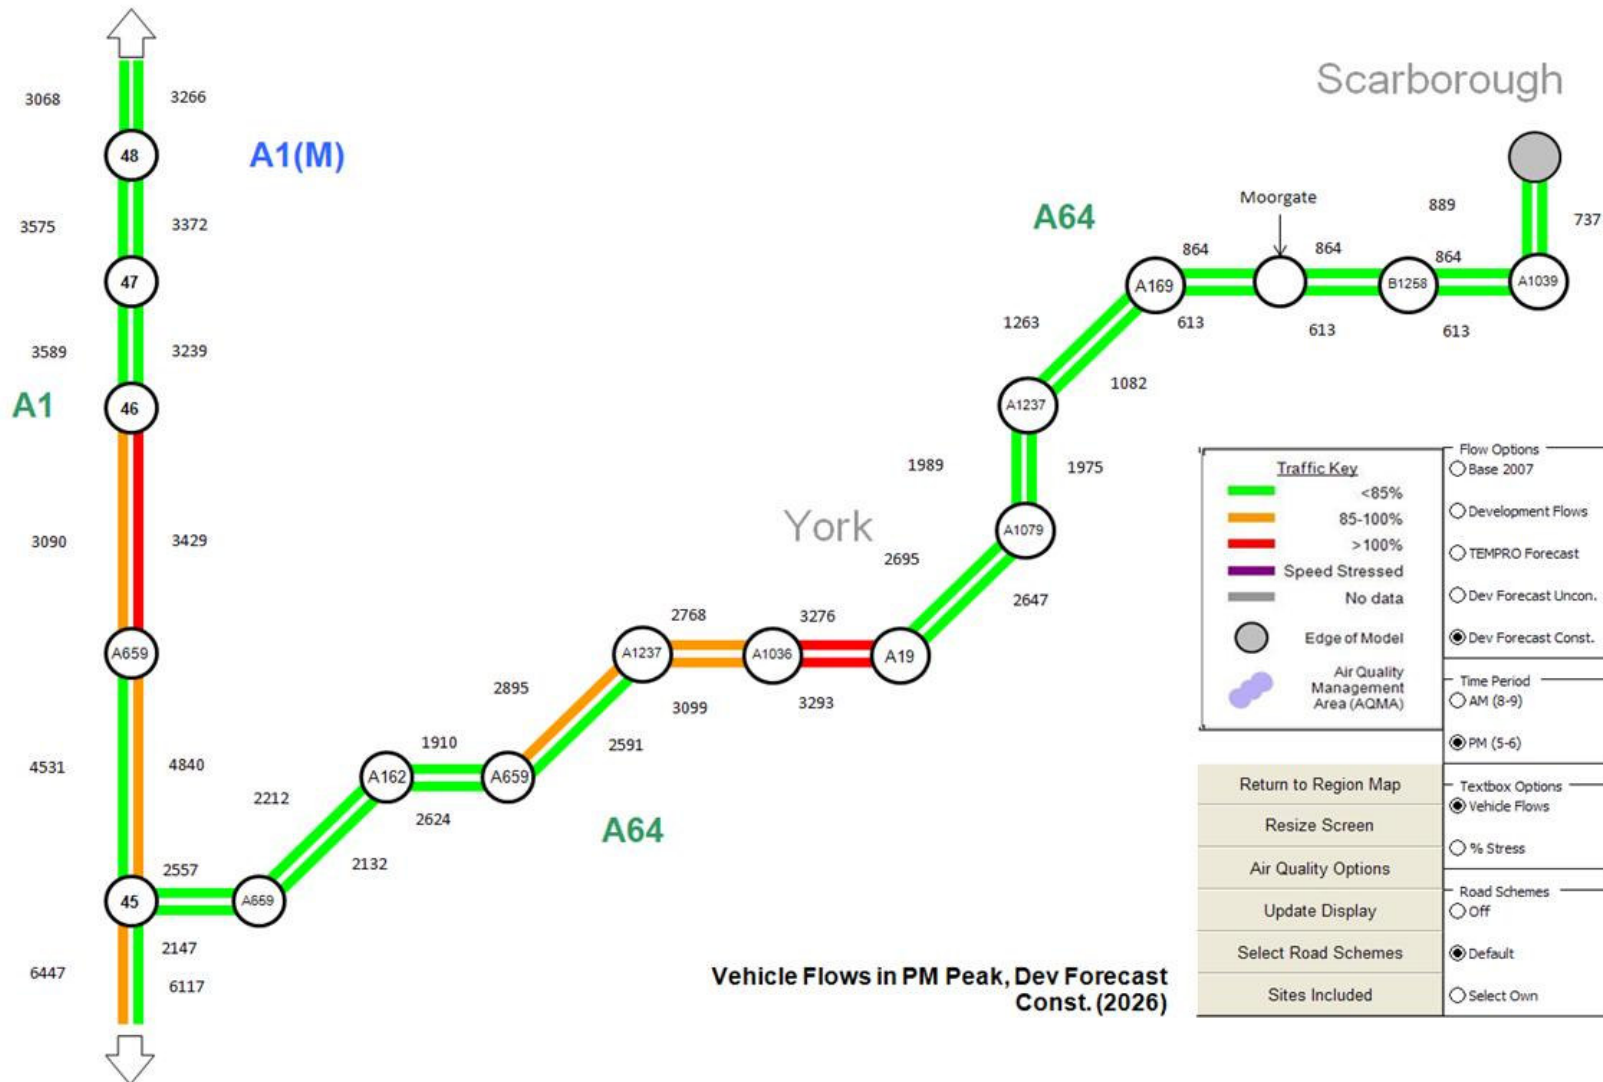 Scarborough
3068
3266
48
A1(M)
3575
3372
47
3589
3239
A1
46
3090
3429
A659
4531
4840
2557
45
A659
2147
6447
6117
2212
2132
A162
1910
2624
A659
A64
2895
2591
A1237
2768
3099
A1036
3276
3293
A19
York
2695
2647
A1079
1989
1975
A1237
1263
1082
A64
A169
864
613
Moorgate
864
613
B1258
864
613
889
737
A1039
Traffic Key
<85%
85-100%
>100%
Speed Stressed
No data
Edge of Model
Air Quality
Management
Area (AQMA)
Flow Options
Base 2007
Development Flows
TEMPRO Forecast
Dev Forecast Uncon.
Dev Forecast Const.
Time Period
AM (8-9)
PM (5-6)
Textbox Options
Vehicle Flows
% Stress
Road Schemes
Off
Default
Select Own
Return to Region Map
Resize Screen
Air Quality Options
Update Display
Select Road Schemes
Sites Included
Vehicle Flows in PM Peak, Dev Forecast
Const. (2026)